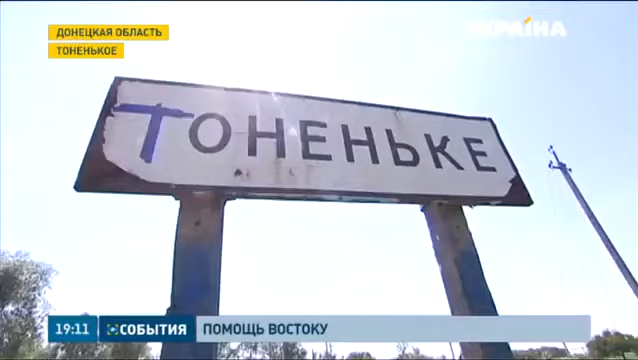 ДОНЕЦКАЯ ОБЛАСТЬ
ТОНЕНЬКОЕ
УКРАЇНА
ТОНЕНЬКЕ
19:11 СОБЫТИЯ ПОМОЩЬ ВОСТОКУ